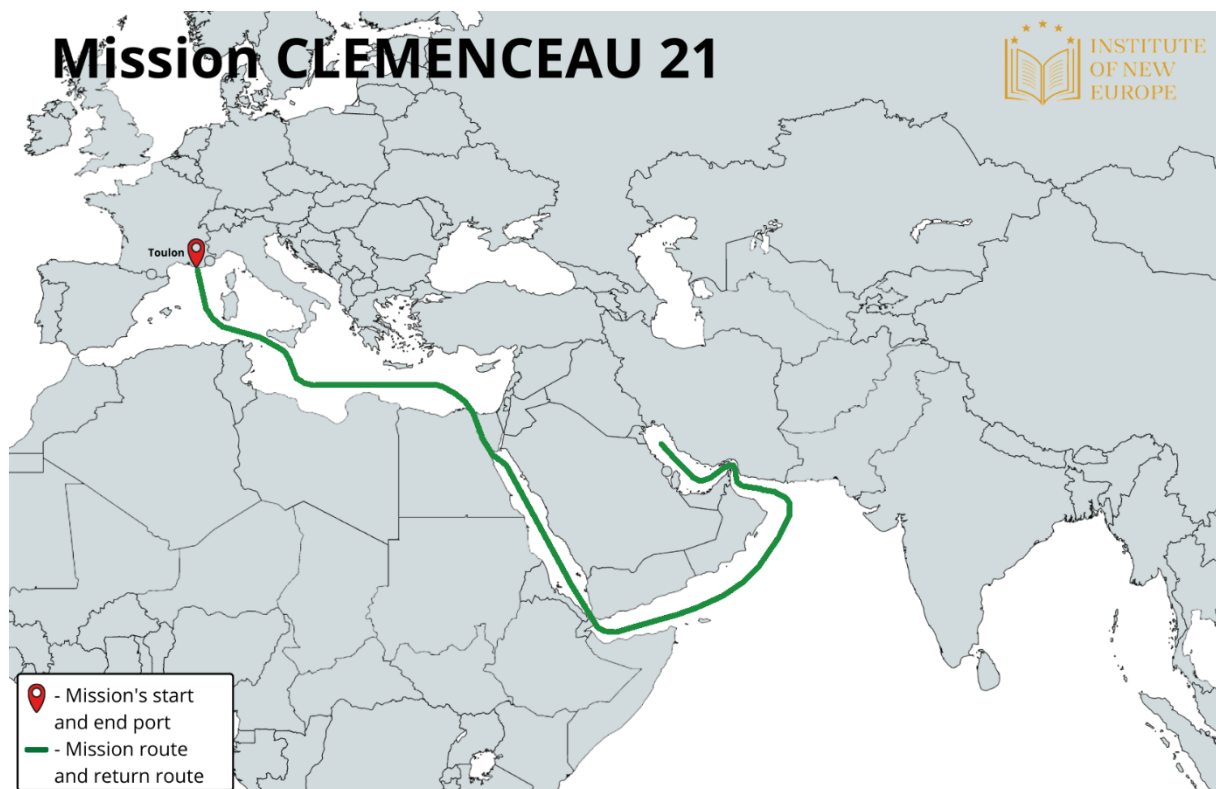 Mission CLEMENCEAU 21
INSTITUTE
OF NEW
EUROPE
Toulon
- Mission's start
and end port
- Mission route
and return route